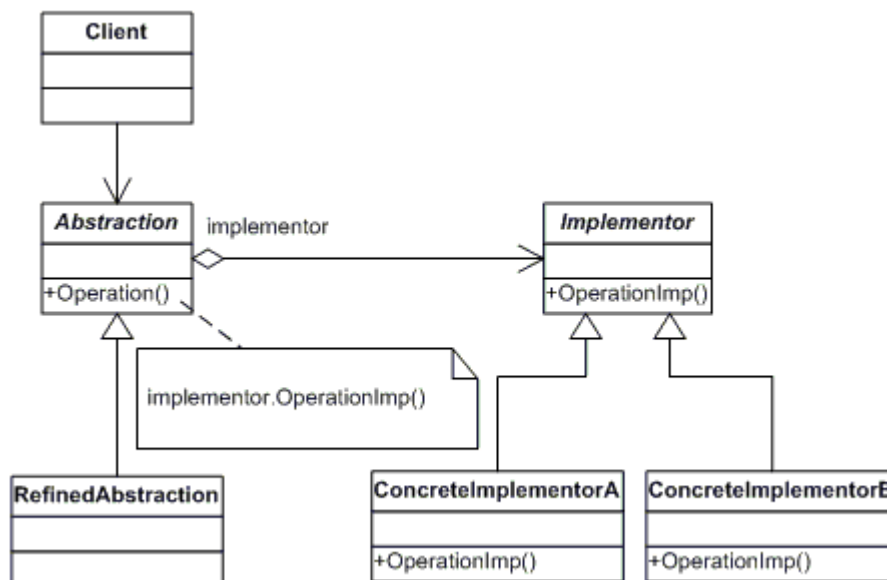 Client
Abstraction
implementor
Implementor
+Operation()
+OperationImp()
implementor.OperationImp()
RefinedAbstraction
ConcreteImplementorA
ConcreteImplementorB
+OperationImp()
+OperationImp()